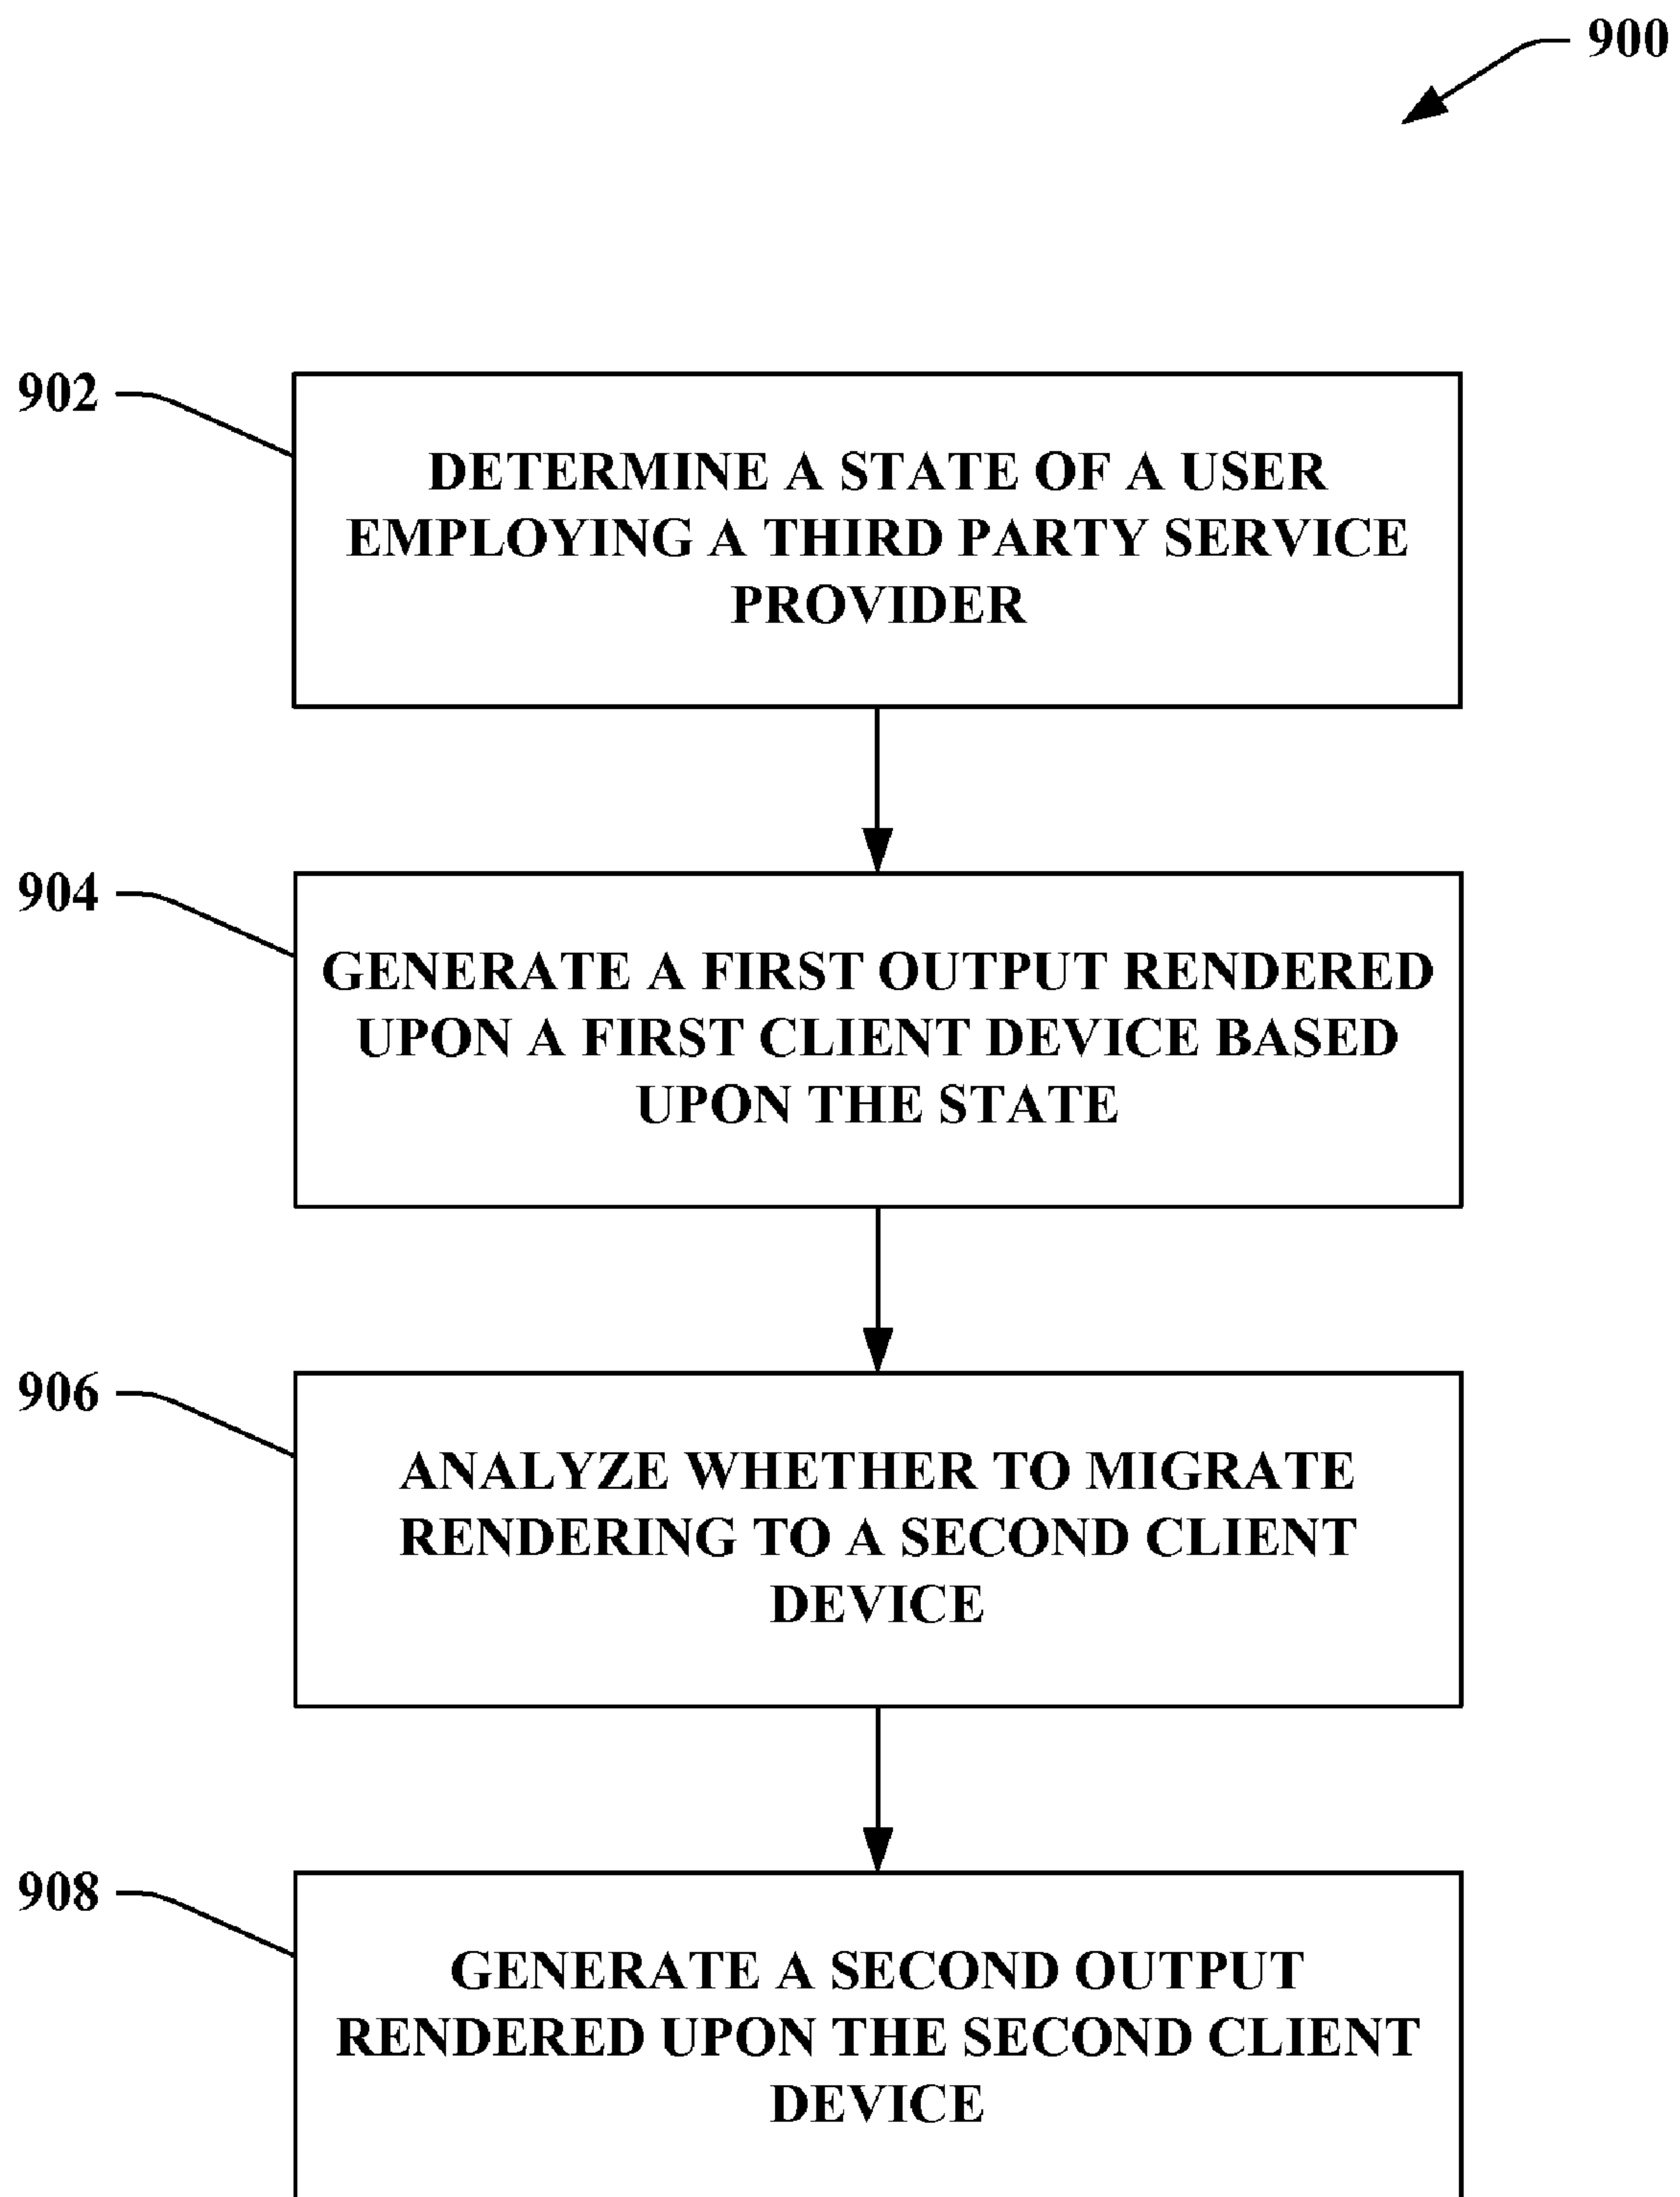 900
902
DETERMINE A STATE OF A USER
EMPLOYING A THIRD PARTY SERVICE
PROVIDER
904
GENERATE A FIRST OUTPUT RENDERED
UPON A FIRST CLIENT DEVICE BASED
UPON THE STATE
906
ANALYZE WHETHER TO MIGRATE
RENDERING TO A SECOND CLIENT
DEVICE
908
GENERATE A SECOND OUTPUT
RENDERED UPON THE SECOND CLIENT
DEVICE